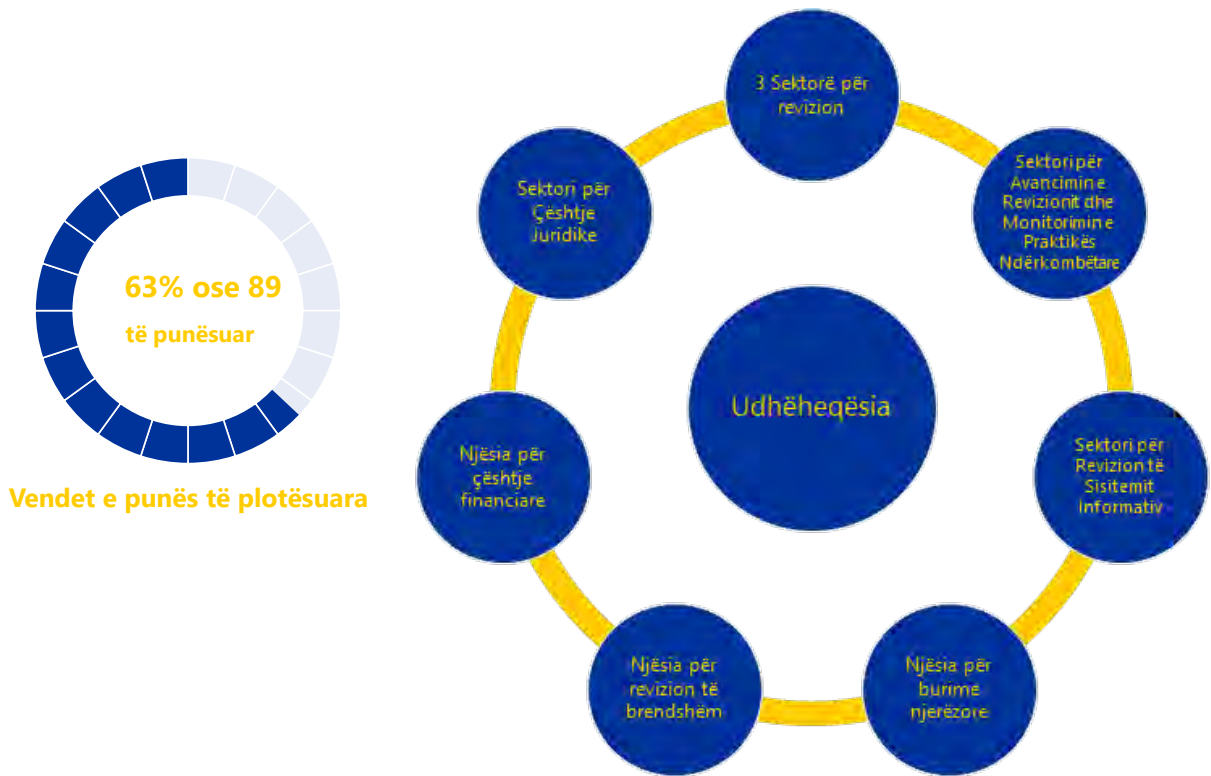 63% ose 89
të punësuar
Vendet e punës të plotësuara
3 Sektorë për
revizion
Sektori për
Avancimin e
Revizionit dhe
Monitorimin e
Praktikës
Ndërkombëtare
Sektori për
Revizion të
Sisitemit
Informativ
Njësia për
burime
njerëzore
Njësia për
revizion të
brendshëm
Njësia për
çështje
financiare
Sektori për
Çështje
Juridike
Udhëheqësia